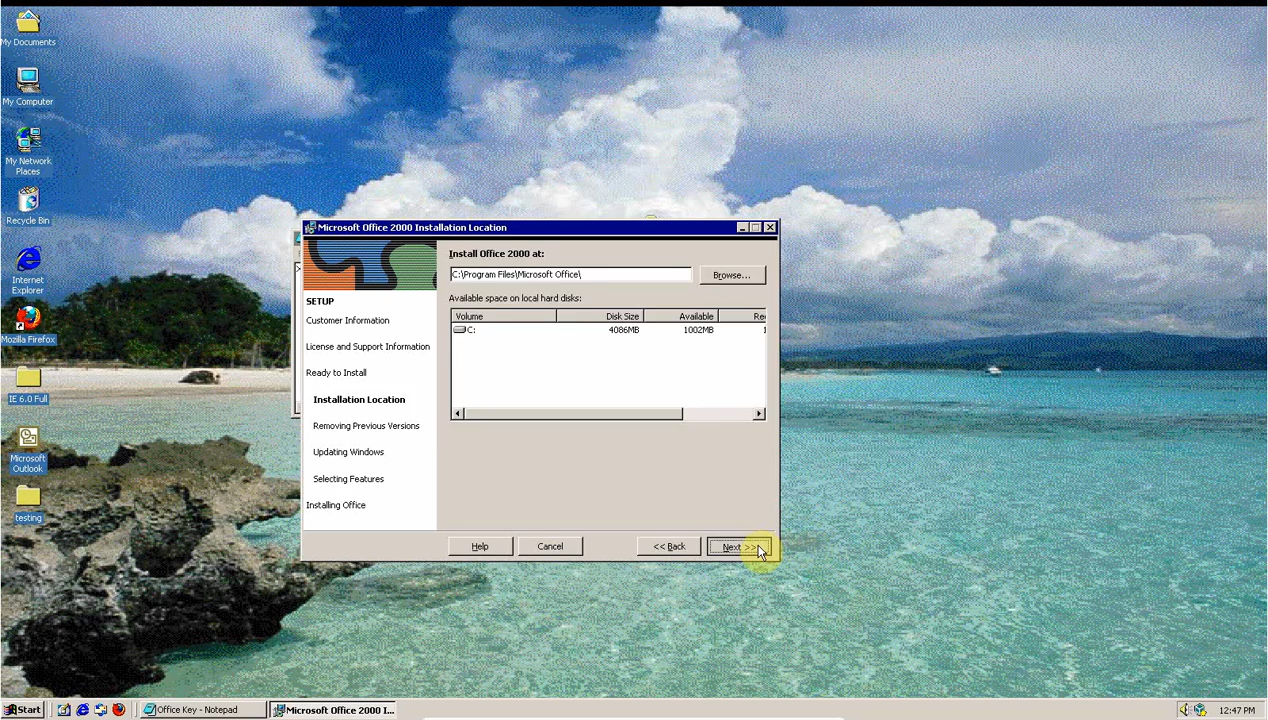 My Documents
My Computer
My Network
Places
Recycle Bin
Internet
Explorer
Mozilla Firefox
IE 6.0 Full
Microsoft
Outlook
testing
Microsoft Office 2000 Installation Location
SETUP
Customer Information
License and Support Information
Ready to Install
Installation Location
Removing Previous Versions
Updating Windows
Selecting Features
Installing Office
Install Office 2000 at:
C:\Program Files\Microsoft Office\
Browse...
Available space on local hard disks:
Volume Disk Size Available Rec
C: 4086MB 1002MB 1
Help Cancel << Back Next >>
Start Office Key - Notepad Microsoft Office 2000 I... 12:47 PM